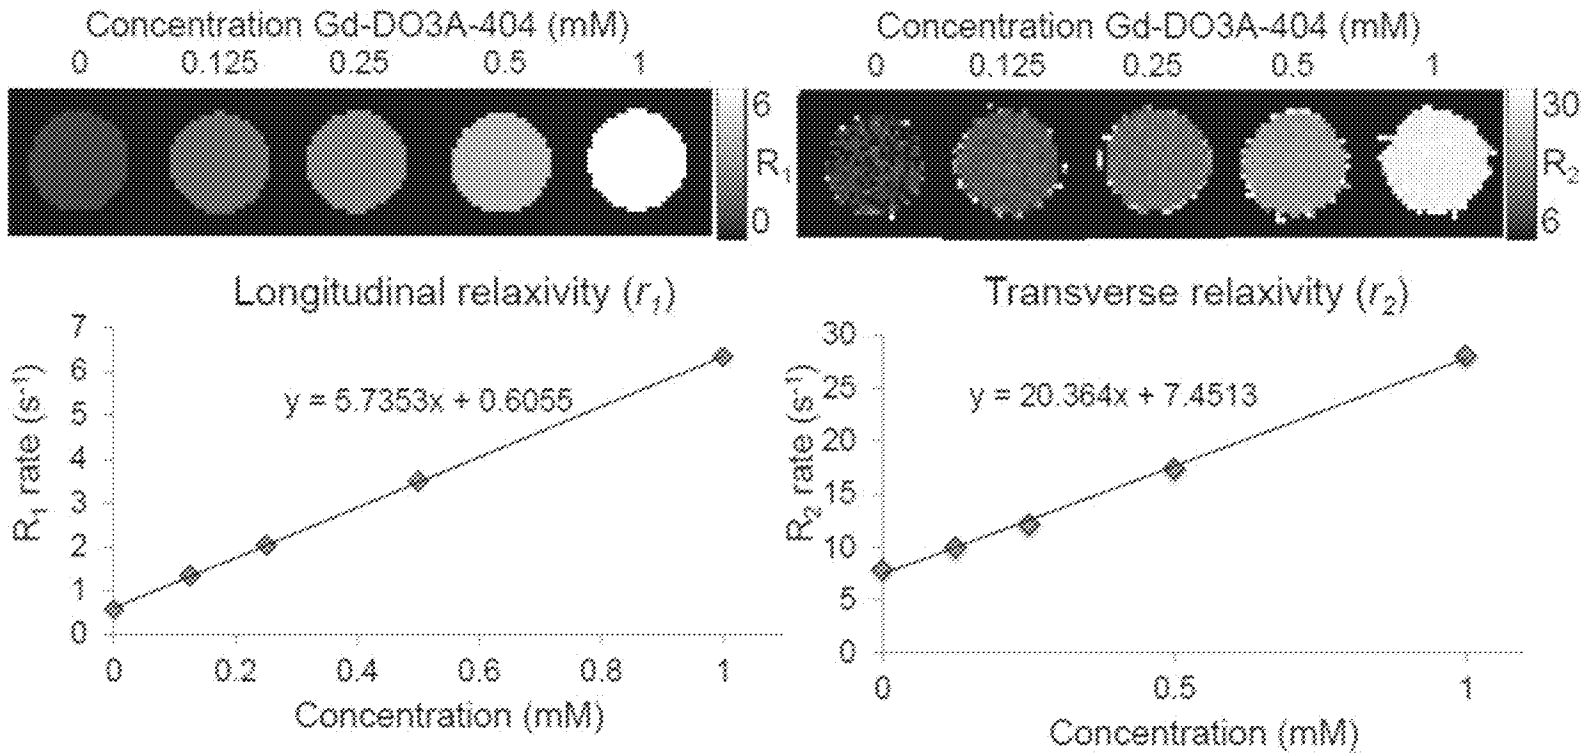 Concentration Gd-DO3A-404 (mM)
0 0.125 0.25 0.5 1
6
R1
0
Concentration Gd-DO3A-404 (mM)
0 0.125 0.25 0.5 1
30
R2
6
Longitudinal relaxivity (r1)
7
6
5
4
3
2
1
0
R1 rate (s-1)
y = 5.7353x + 0.6055
0 0.2 0.4 0.6 0.8 1
Concentration (mM)
Transverse relaxivity (r2)
30
25
20
15
10
5
0
R2 rate (s-1)
y = 20.364x + 7.4513
0 0.5 1
Concentration (mM)